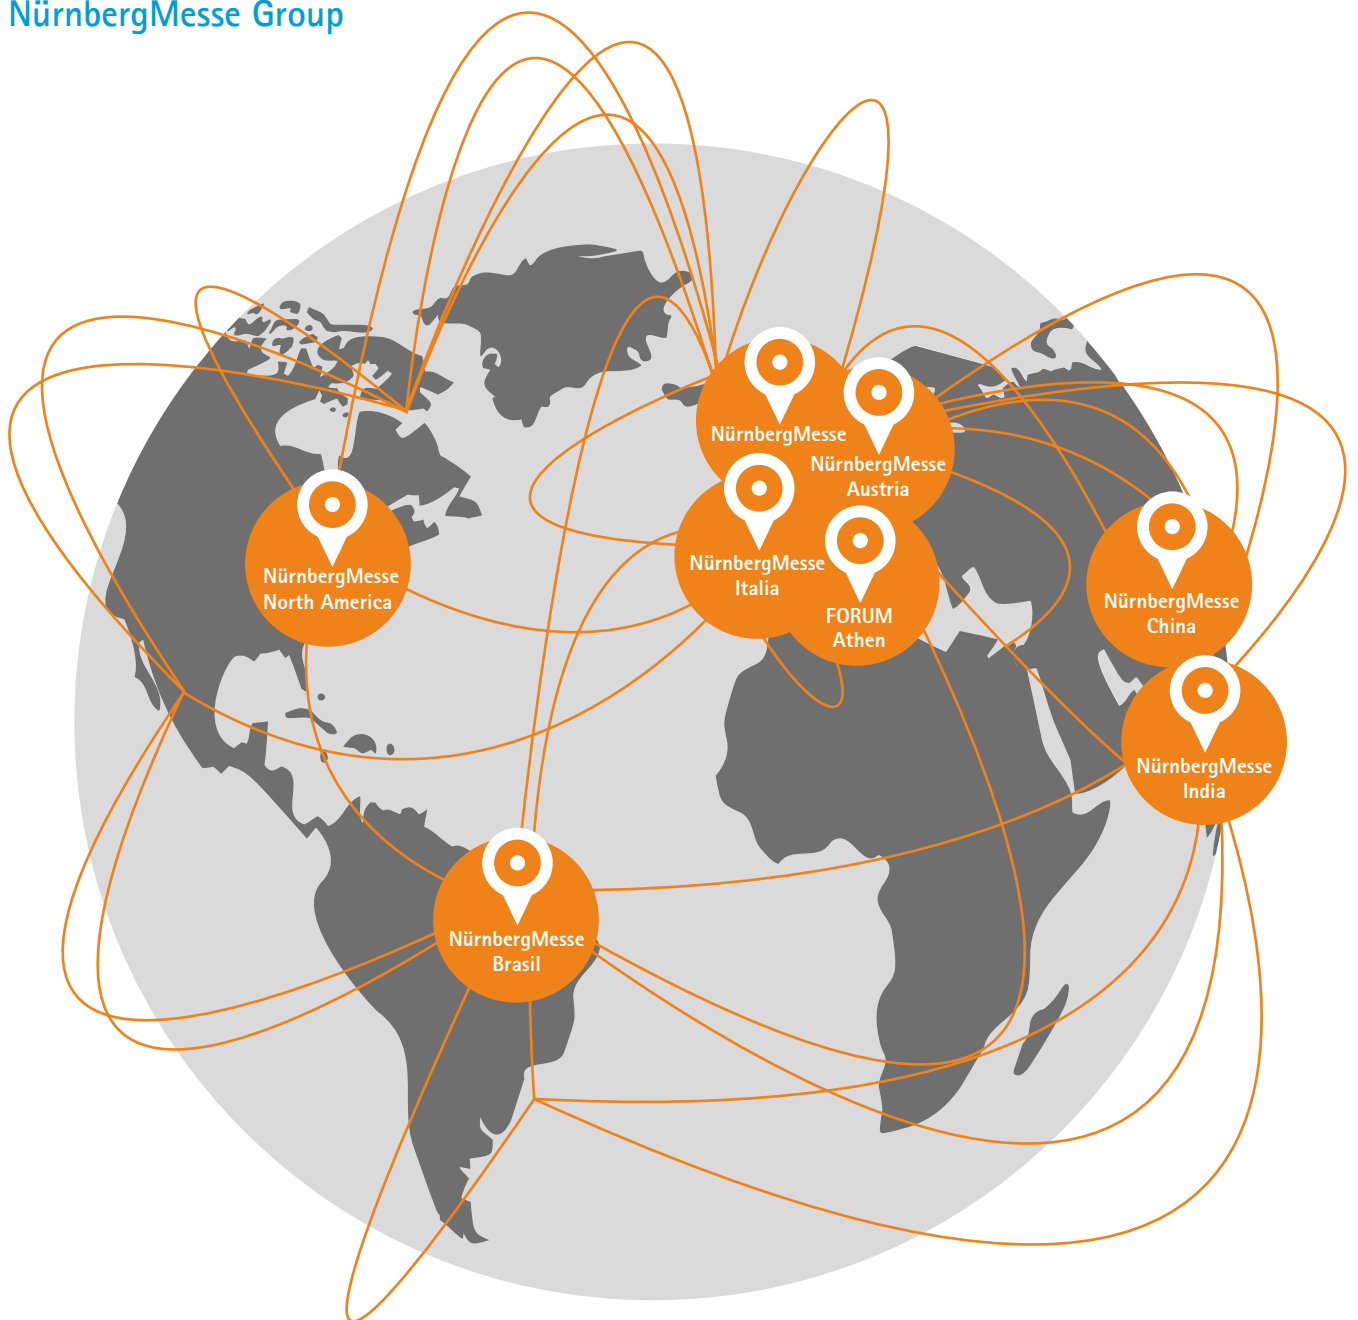 NürnbergMesse Group
NürnbergMesse
NürnbergMesse
Austria
NürnbergMesse
Italia
FORUM
Athen
NürnbergMesse
North America
NürnbergMesse
China
NürnbergMesse
India
NürnbergMesse
Brasil